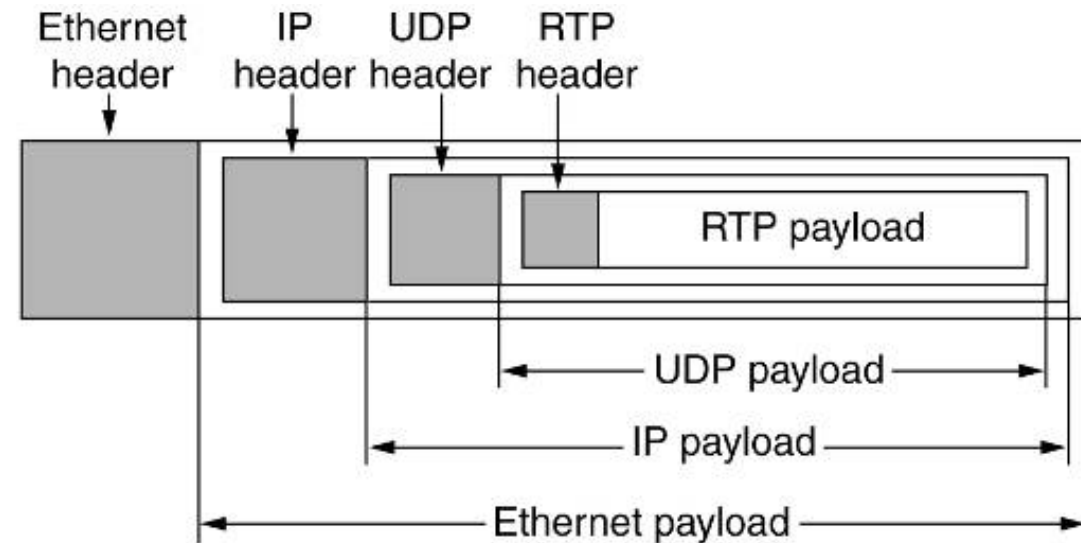 Ethernet header
IP header
UDP header
RTP header
RTP payload
UDP payload
IP payload
Ethernet payload